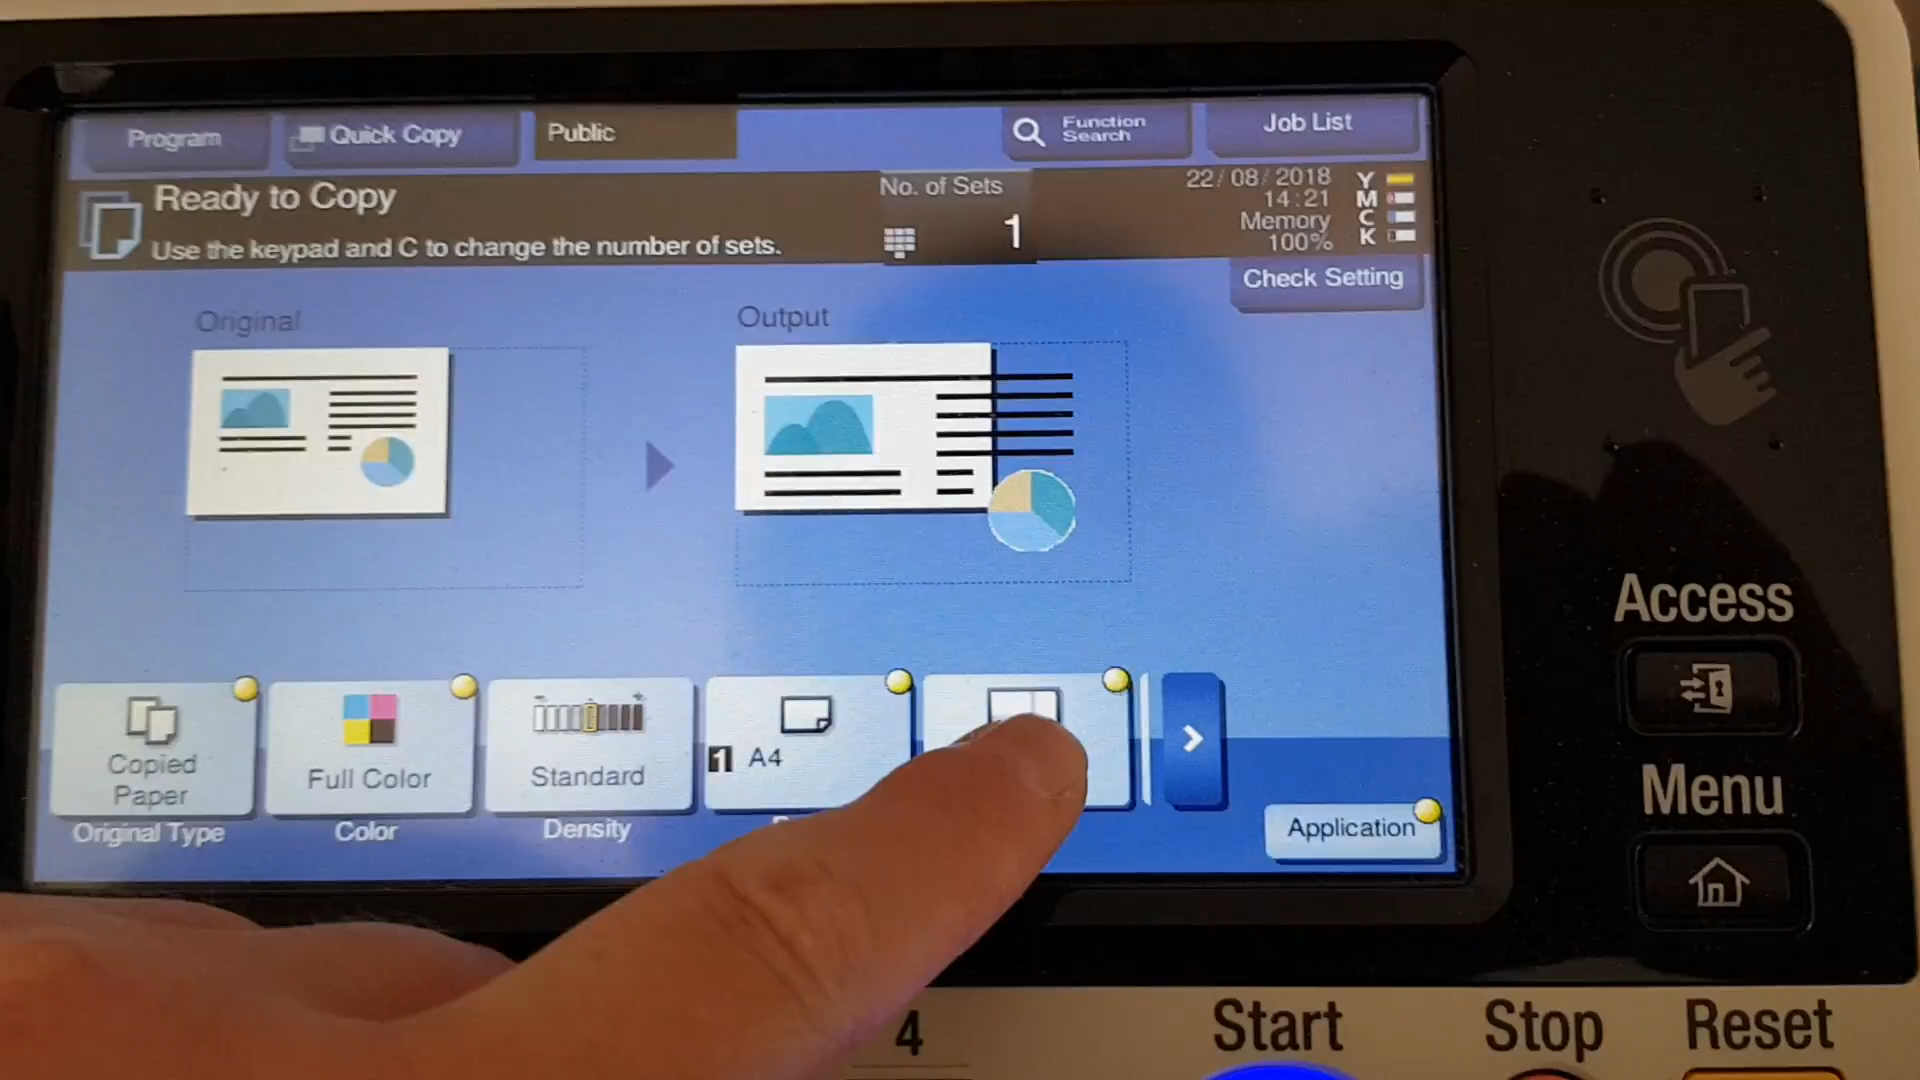 Program
Quick Copy
Public
Function
Search
Job List
Ready to Copy
Use the keypad and C to change the number of sets.
No. of Sets
1
22/08/2018
14:21
Memory
100%
Y
M
C
K
Check Setting
Original
Output
Copied
Paper
Full Color
Standard
1 A4
Original Type
Color
Density
Application
Access
Menu
4
Start
Stop
Reset